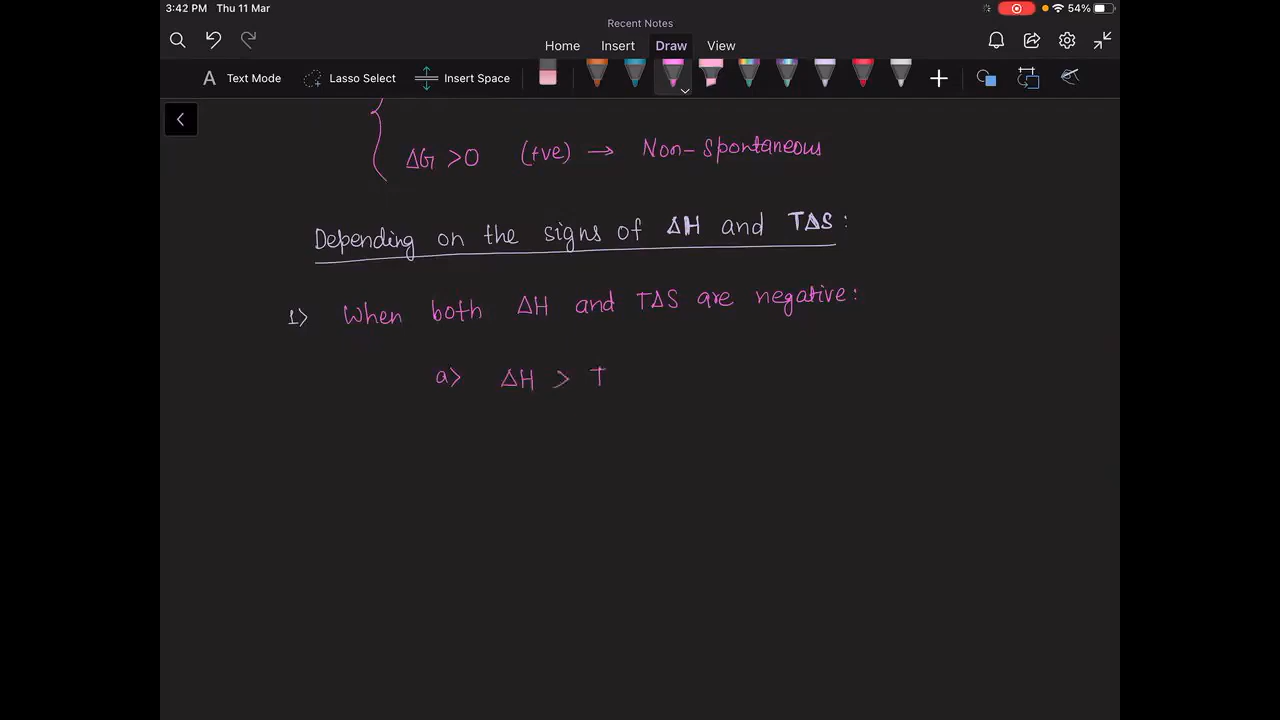 3:42 PM Thu 11 Mar
54%
Recent Notes
Home Insert Draw View
A Text Mode Lasso Select Insert Space
ΔG >0 (+ve) → Non-Spontaneous
Depending on the signs of ΔH and TΔS:
1> When both ΔH and TΔS are negative:
a> ΔH > T